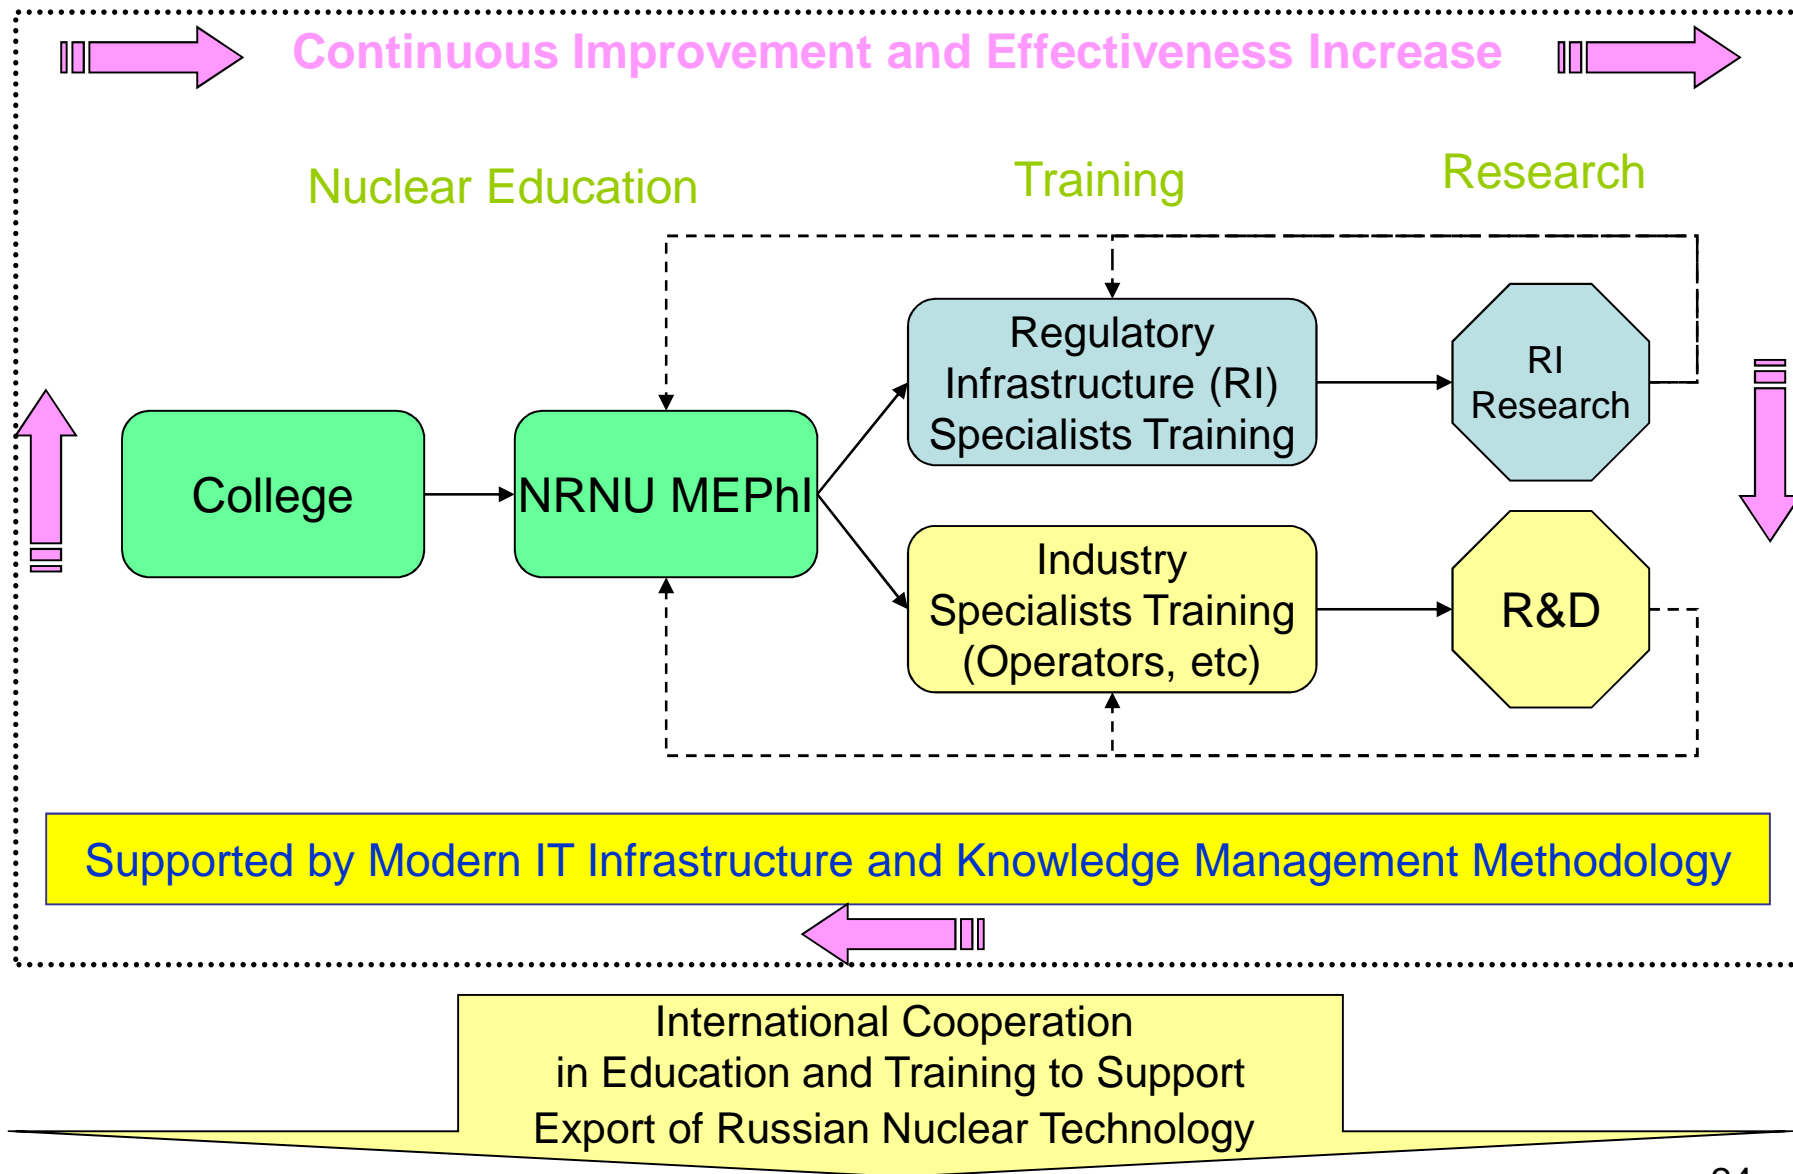 Continuous Improvement and Effectiveness Increase
Nuclear Education
Training
Research
Regulatory
Infrastructure (RI)
Specialists Training
RI
Research
College
NRNU MEPhI
Industry
Specialists Training
(Operators, etc)
R&D
Supported by Modern IT Infrastructure and Knowledge Management Methodology
International Cooperation
in Education and Training to Support
Export of Russian Nuclear Technology